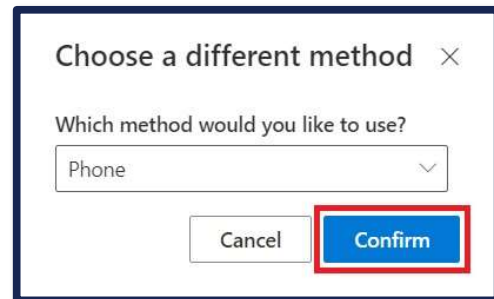 Choose a different method
Which method would you like to use?
Phone
Cancel
Confirm